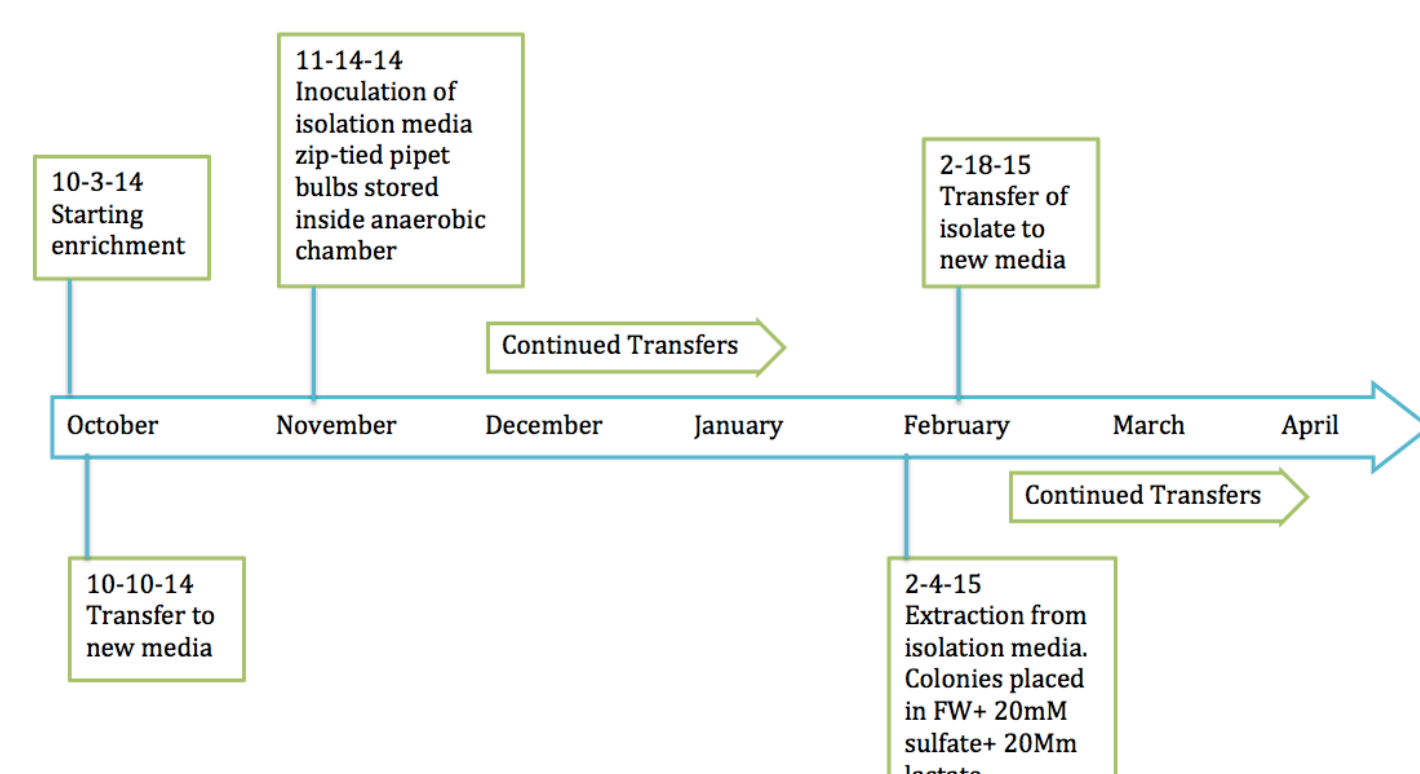 11-14-14
Inoculation of
isolation media
zip-tied pipet
bulbs stored
inside anaerobic
chamber
10-3-14
Starting
enrichment
2-18-15
Transfer of
isolate to
new media
Continued Transfers
October November December January February March April
Continued Transfers
10-10-14
Transfer to
new media
2-4-15
Extraction from
isolation media.
Colonies placed
in FW+ 20mM
sulfate+ 20Mm
lactate